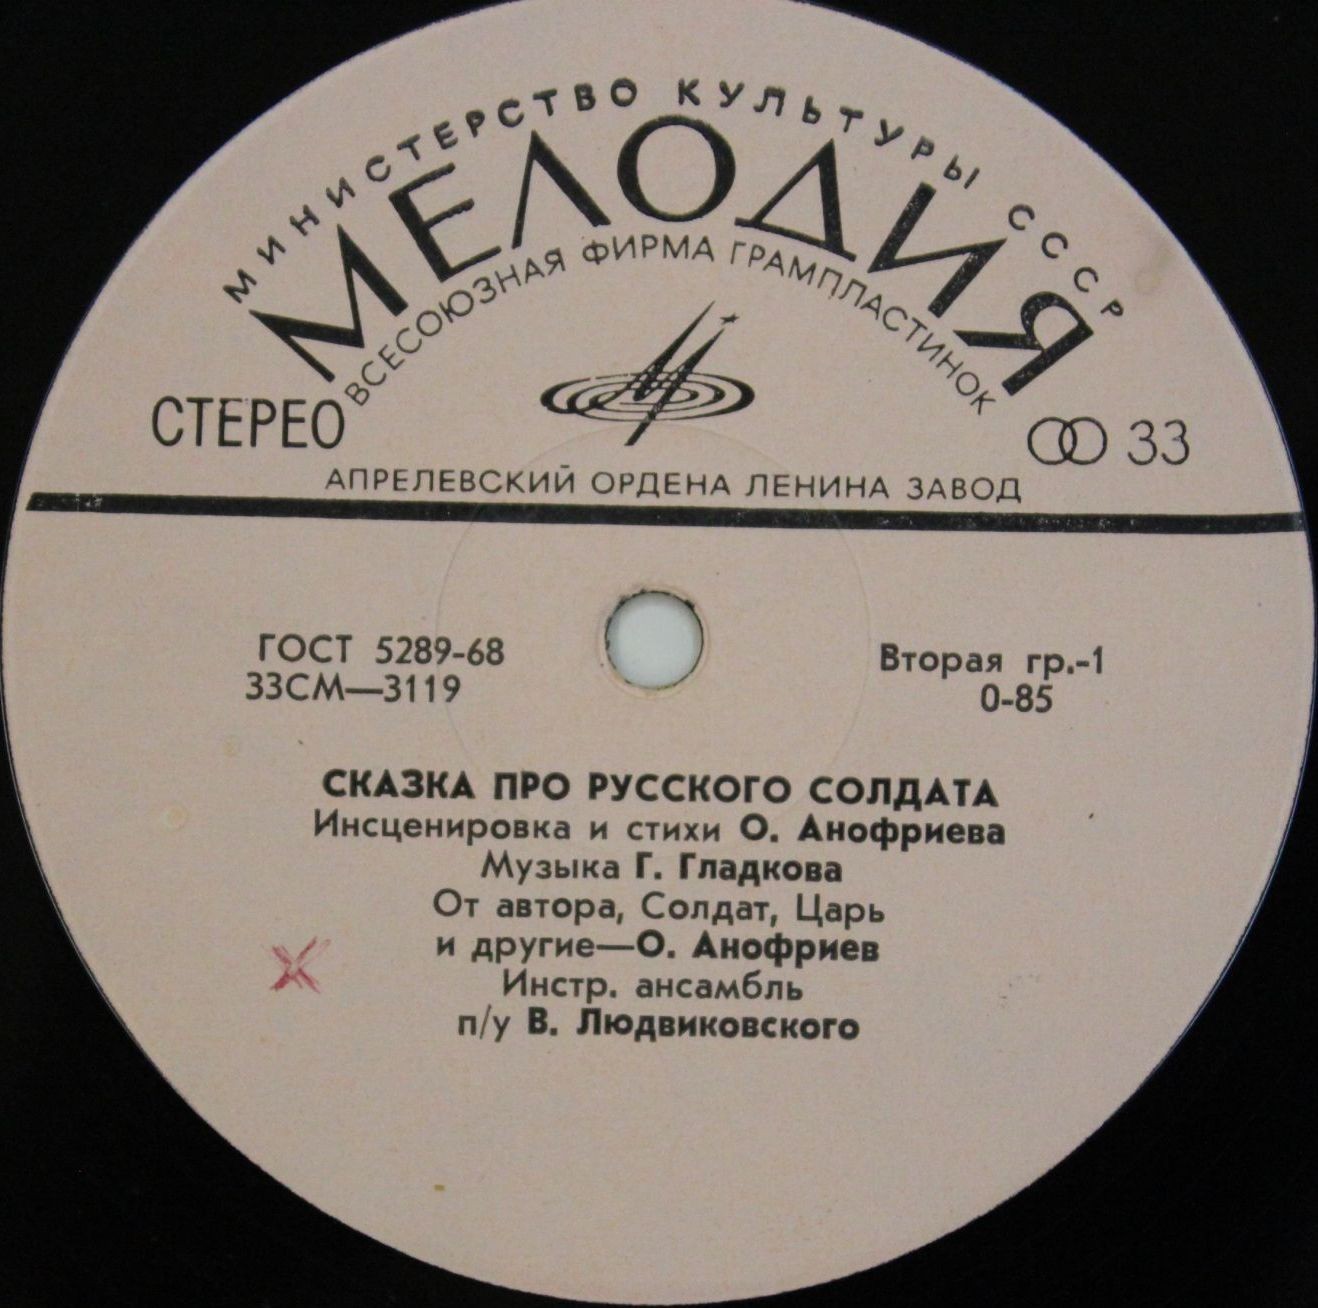 МИНИСТЕРСТВО КУЛЬТУРЫ СССР
МЕЛОДИЯ
ВСЕСОЮЗНАЯ ФИРМА ГРАМПЛАСТИНОК
СТЕРЕО
33
АПРЕЛЕВСКИЙ ОРДЕНА ЛЕНИНА ЗАВОД
ГОСТ 5289-68
33СМ—3119
Вторая гр.-1
0-85
СКАЗКА ПРО РУССКОГО СОЛДАТА
Инсценировка и стихи О. Анофриева
Музыка Г. Гладкова
От автора, Солдат, Царь
и другие—О. Анофриев
Инстр. ансамбль
п/у В. Людвиковского